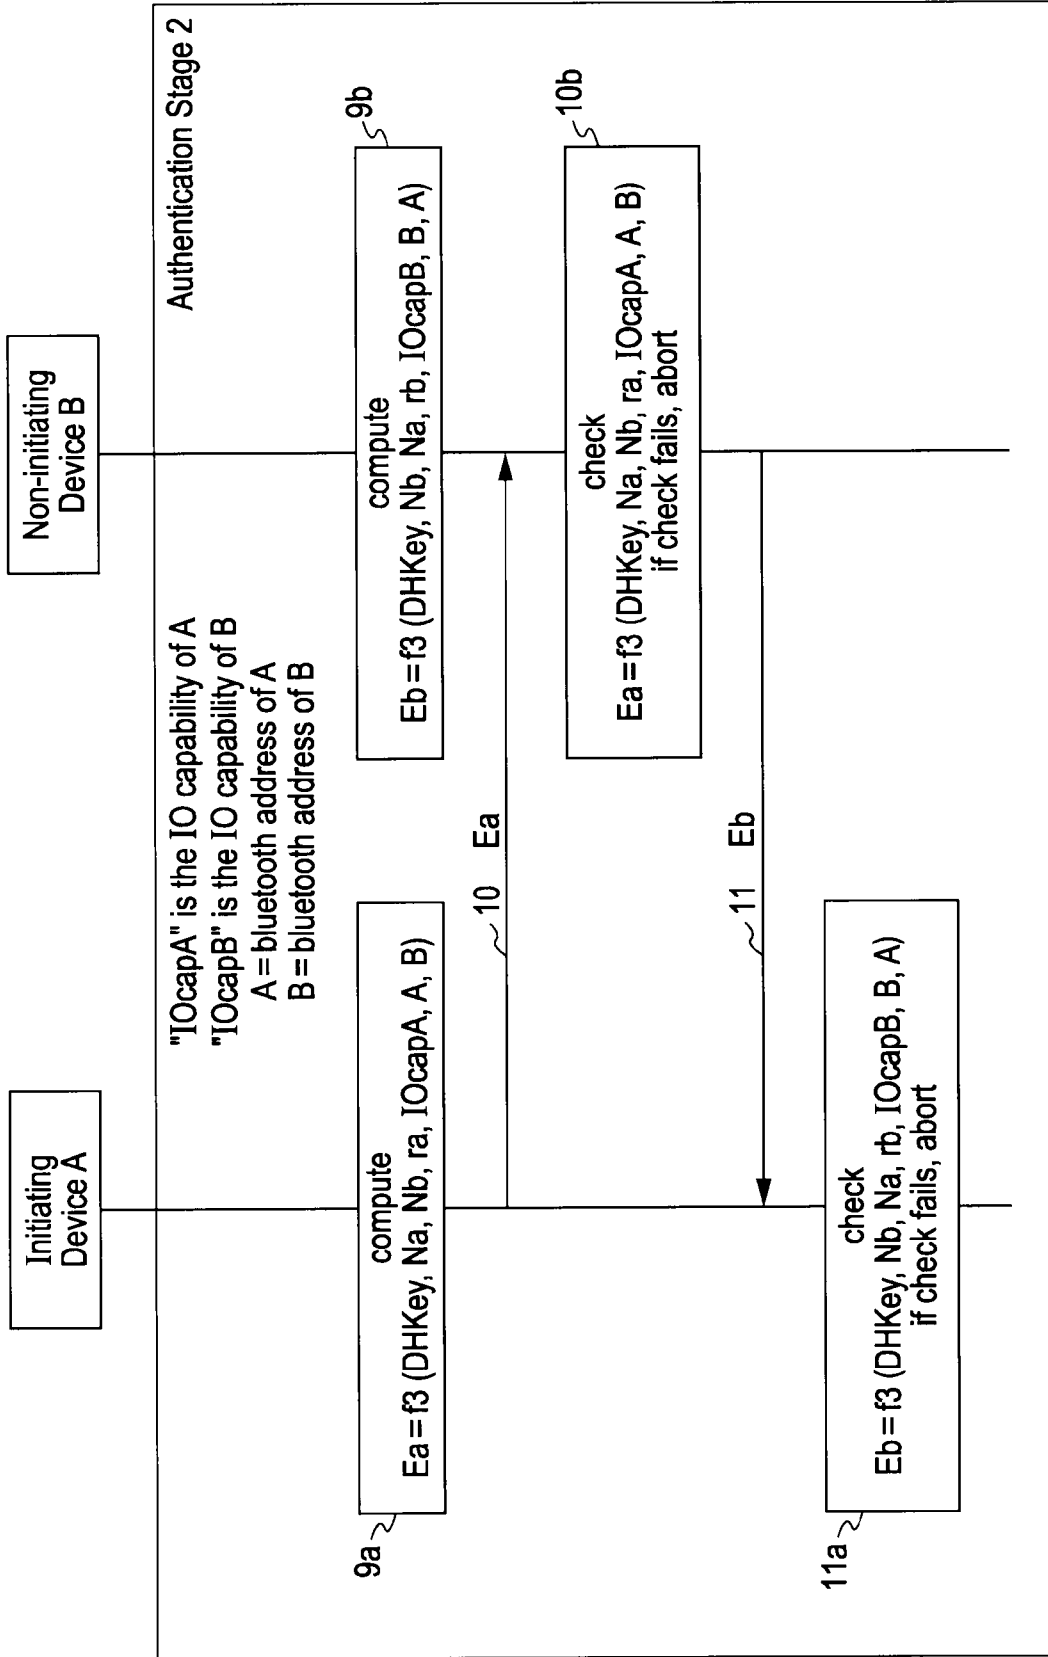 Initiating
Device A
Non-initiating
Device B
Authentication Stage 2
"IOcapA" is the IO capability of A
"IOcapB" is the IO capability of B
A = bluetooth address of A
B = bluetooth address of B
9a
compute
Ea = f3 (DHKey, Na, Nb, ra, IOcapA, A, B)
9b
compute
Eb = f3 (DHKey, Nb, Na, rb, IOcapB, B, A)
10 Ea
10b
check
Ea = f3 (DHKey, Na, Nb, ra, IOcapA, A, B)
if check fails, abort
11 Eb
11a
check
Eb = f3 (DHKey, Nb, Na, rb, IOcapB, B, A)
if check fails, abort